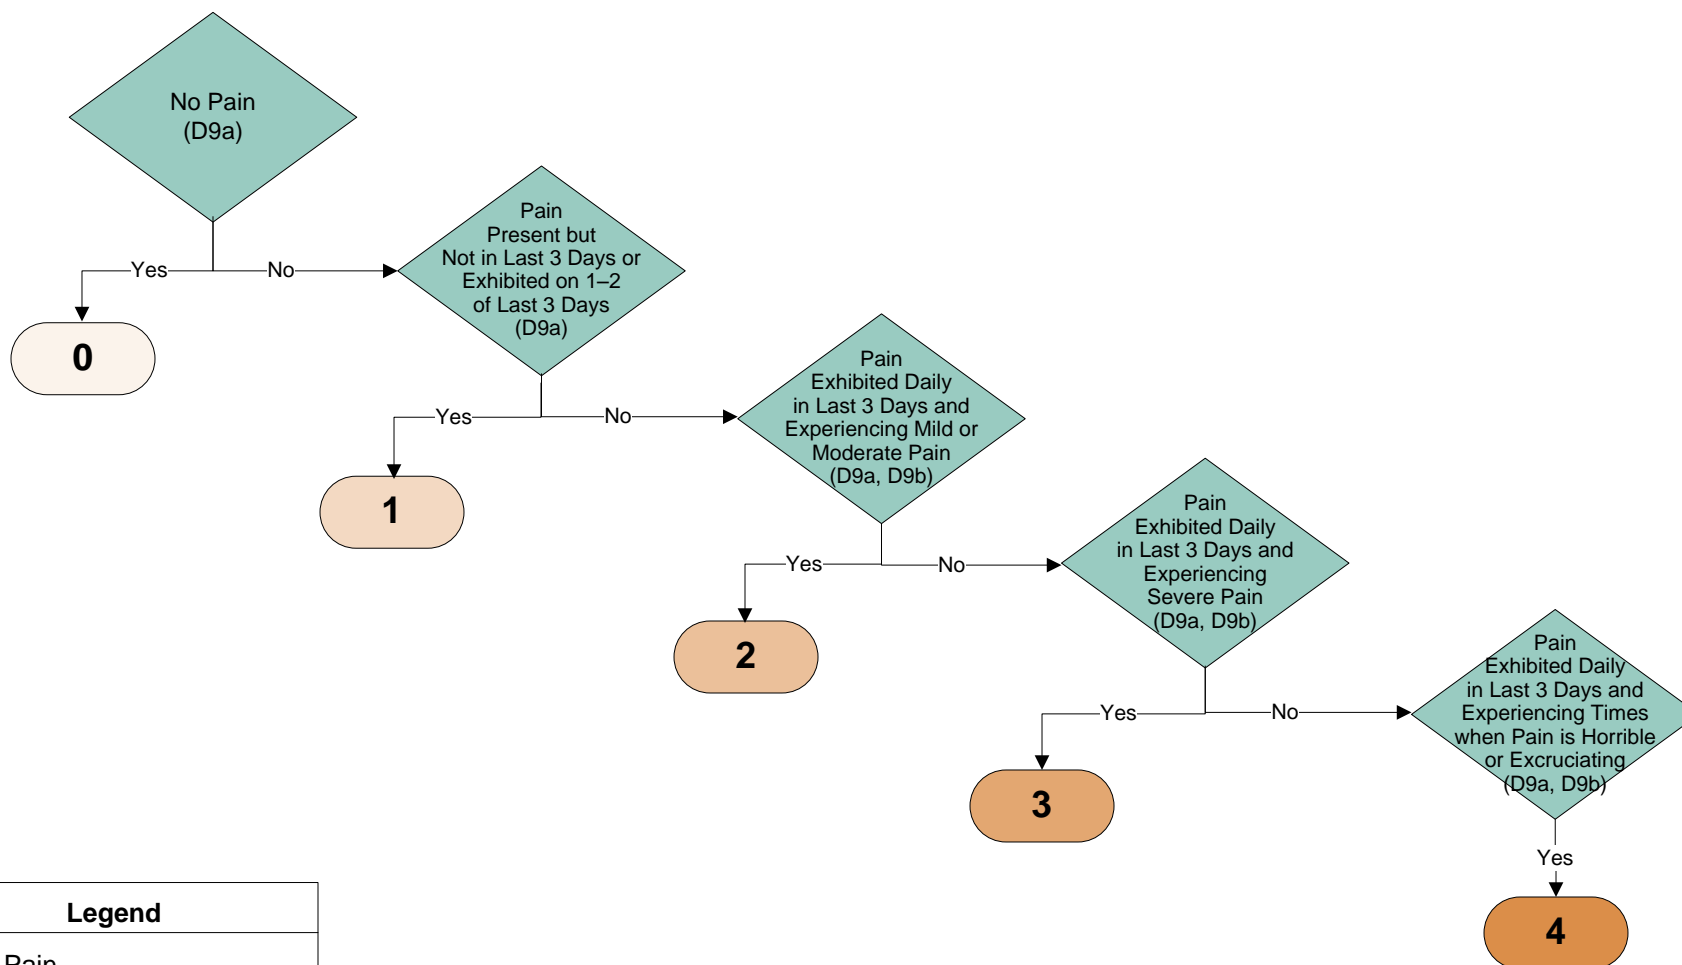 No Pain
(D9a)
Yes
No
0
Pain
Present but
Not in Last 3 Days or
Exhibited on 1–2
of Last 3 Days
(D9a)
Yes
No
1
Pain
Exhibited Daily
in Last 3 Days and
Experiencing Mild or
Moderate Pain
(D9a, D9b)
Yes
No
2
Pain
Exhibited Daily
in Last 3 Days and
Experiencing
Severe Pain
(D9a, D9b)
Yes
No
3
Pain
Exhibited Daily
in Last 3 Days and
Experiencing Times
when Pain is Horrible
or Excruciating
(D9a, D9b)
Yes
4
Legend
Pain